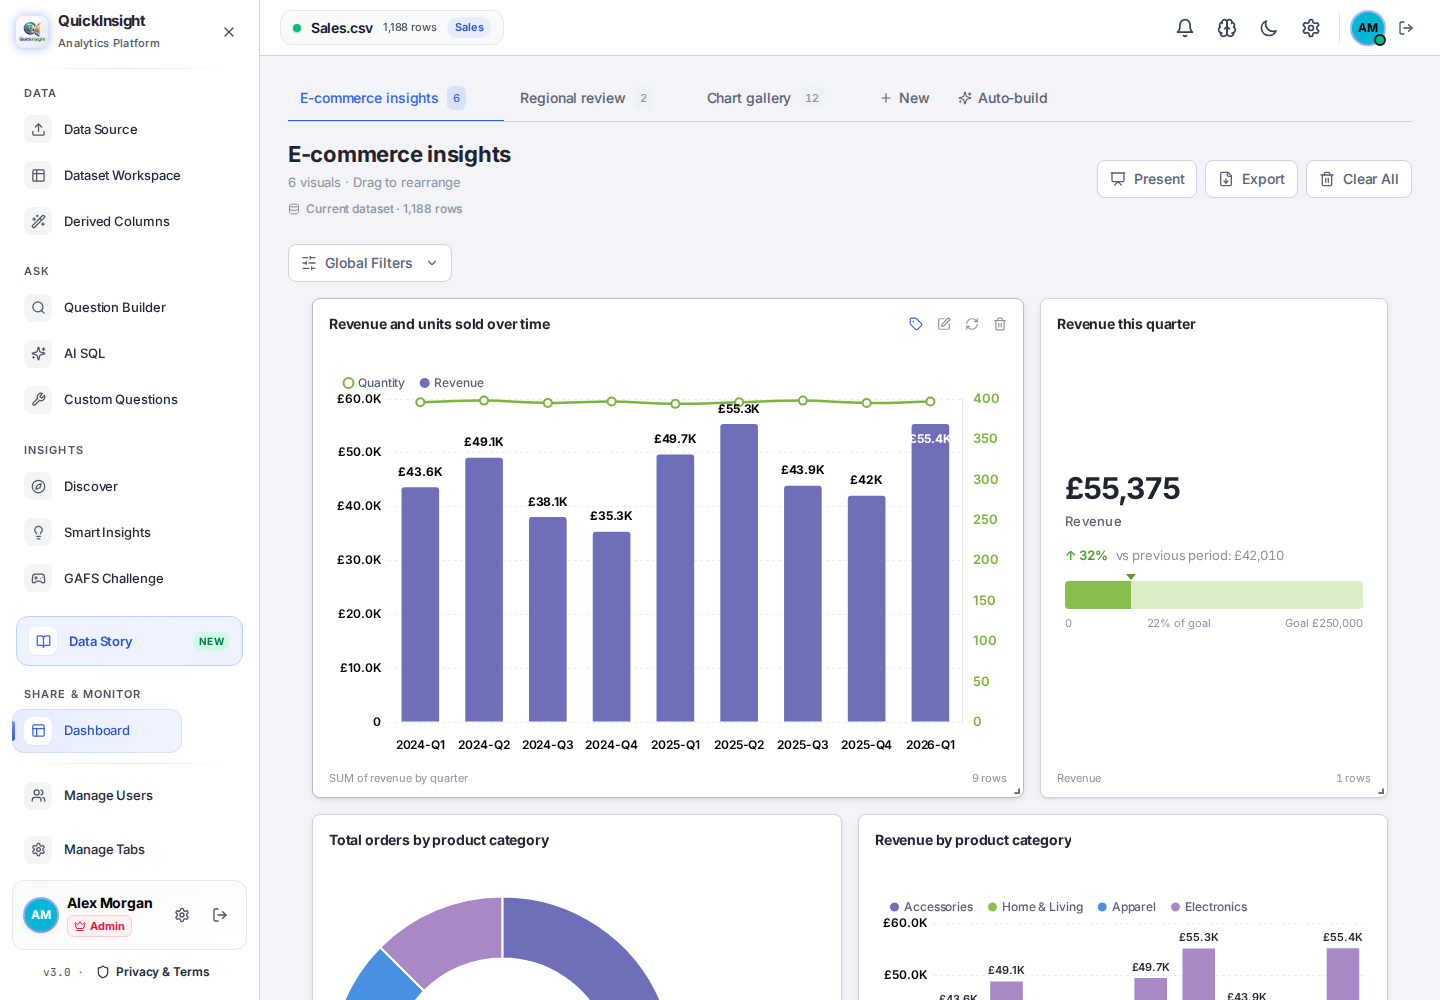 QuickInsight
Analytics Platform
DATA
Data Source
Dataset Workspace
Derived Columns
ASK
Question Builder
AI SQL
Custom Questions
INSIGHTS
Discover
Smart Insights
GAFS Challenge
Data Story NEW
SHARE & MONITOR
Dashboard
Manage Users
Manage Tabs
AM Alex Morgan
Admin
v3.0 · Privacy & Terms
Sales.csv 1,188 rows Sales
AM
E-commerce insights 6 Regional review 2 Chart gallery 12 New Auto-build
E-commerce insights
6 visuals · Drag to rearrange
Current dataset · 1,188 rows
Present Export Clear All
Global Filters
Revenue and units sold over time
Quantity Revenue
£60.0K
£50.0K
£40.0K
£30.0K
£20.0K
£10.0K
0
£43.6K £49.1K £38.1K £35.3K £49.7K £55.3K £43.9K £42K £55.4K
400
350
300
250
200
150
100
50
0
2024-Q1 2024-Q2 2024-Q3 2024-Q4 2025-Q1 2025-Q2 2025-Q3 2025-Q4 2026-Q1
SUM of revenue by quarter 9 rows
Revenue this quarter
£55,375
Revenue
↑ 32% vs previous period: £42,010
0 22% of goal Goal £250,000
Revenue 1 rows
Total orders by product category
Revenue by product category
Accessories Home & Living Apparel Electronics
£60.0K
£50.0K
£43.6K £49.1K £49.7K £55.3K £43.9K £55.4K